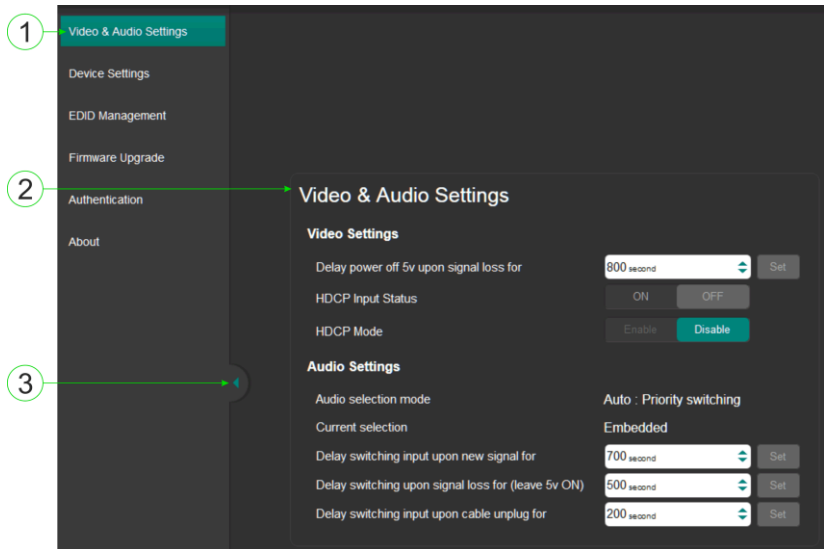 1
Video & Audio Settings
Device Settings
EDID Management
Firmware Upgrade
2
Authentication
About
3
Video & Audio Settings
Video Settings
Delay power off 5v upon signal loss for 800 second Set
HDCP Input Status ON OFF
HDCP Mode Enable Disable
Audio Settings
Audio selection mode Auto : Priority switching
Current selection Embedded
Delay switching input upon new signal for 700 second Set
Delay switching upon signal loss for (leave 5v ON) 500 second Set
Delay switching input upon cable unplug for 200 second Set